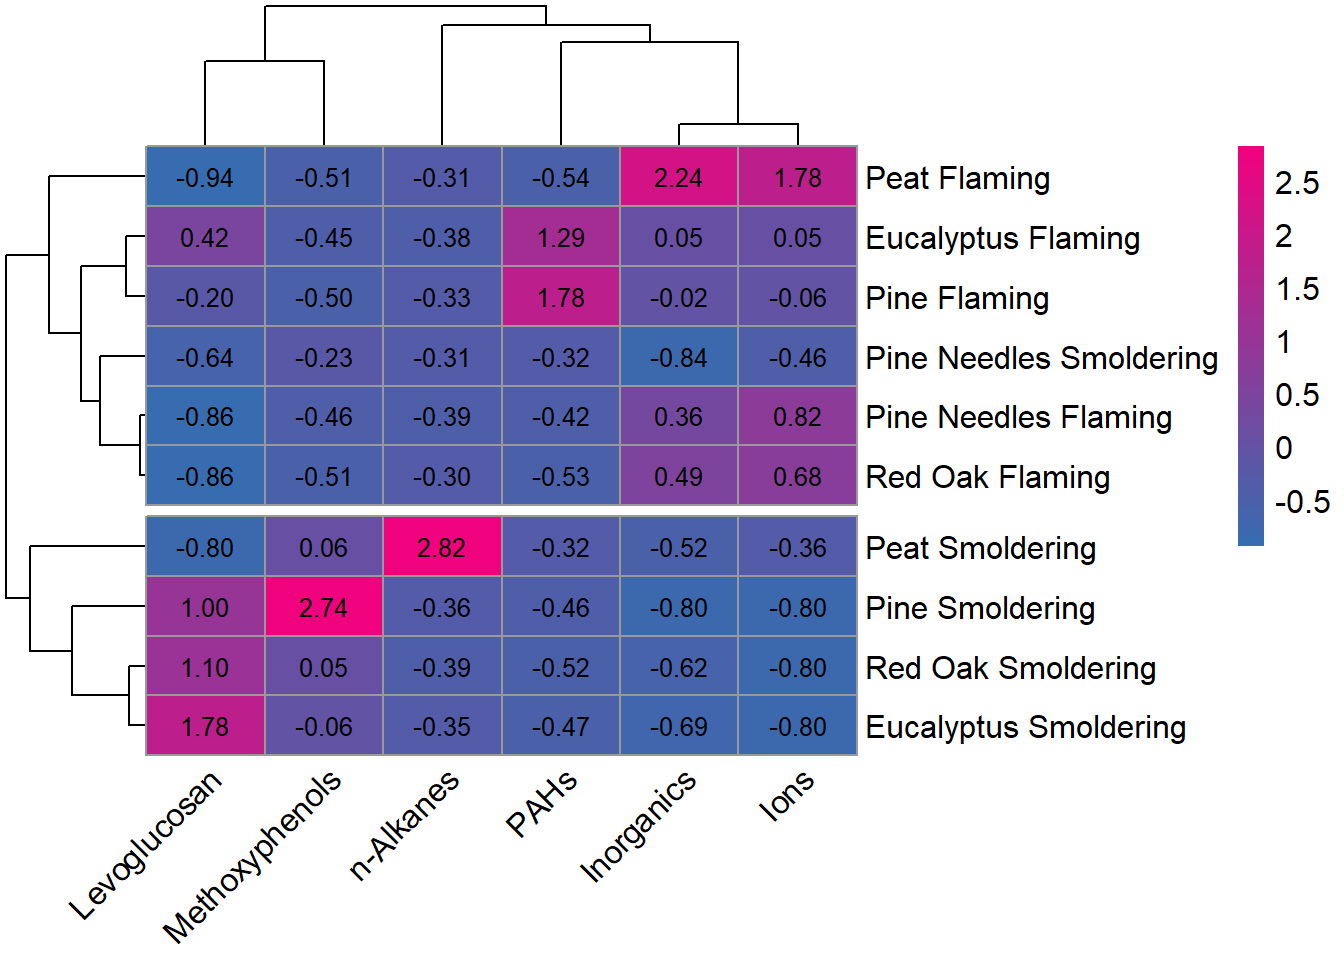 -0.94 -0.51 -0.31 -0.54 2.24 1.78 Peat Flaming
0.42 -0.45 -0.38 1.29 0.05 0.05 Eucalyptus Flaming
-0.20 -0.50 -0.33 1.78 -0.02 -0.06 Pine Flaming
-0.64 -0.23 -0.31 -0.32 -0.84 -0.46 Pine Needles Smoldering
-0.86 -0.46 -0.39 -0.42 0.36 0.82 Pine Needles Flaming
-0.86 -0.51 -0.30 -0.53 0.49 0.68 Red Oak Flaming
-0.80 0.06 2.82 -0.32 -0.52 -0.36 Peat Smoldering
1.00 2.74 -0.36 -0.46 -0.80 -0.80 Pine Smoldering
1.10 0.05 -0.39 -0.52 -0.62 -0.80 Red Oak Smoldering
1.78 -0.06 -0.35 -0.47 -0.69 -0.80 Eucalyptus Smoldering
Levoglucosan
Methoxyphenols
n-Alkanes
PAHs
Inorganics
Ions
2.5
2
1.5
1
0.5
0
-0.5